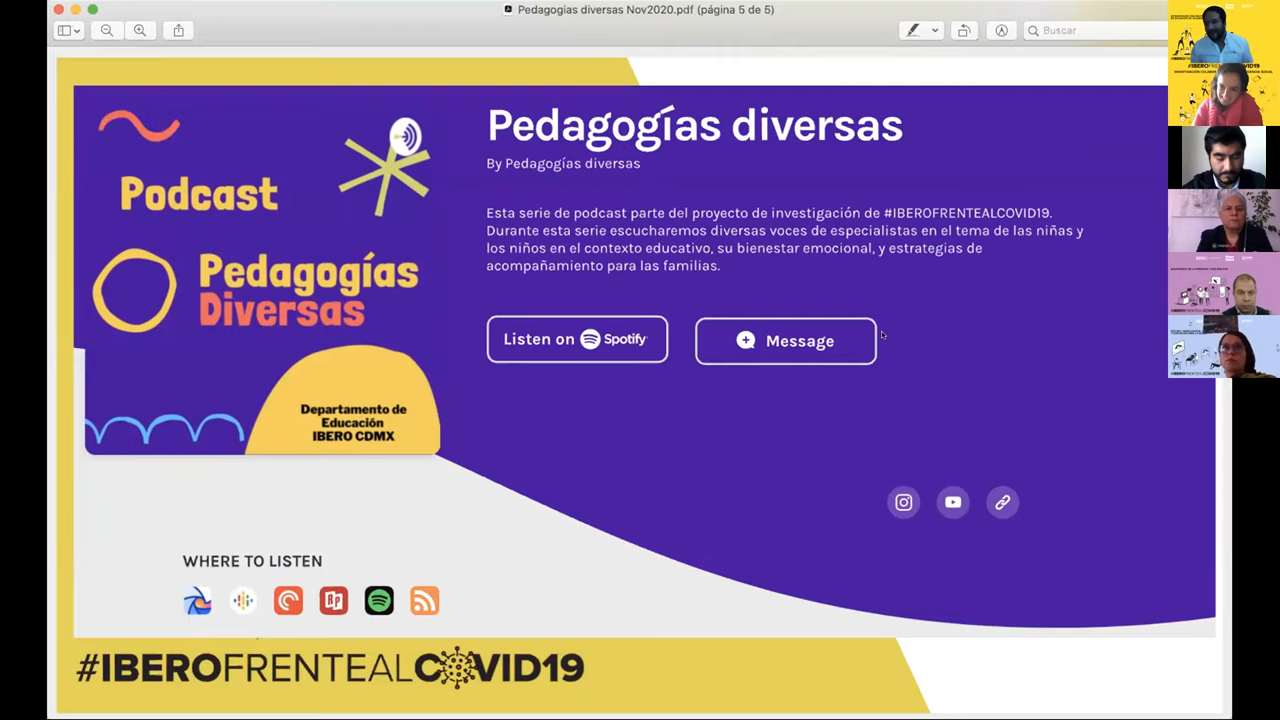 Pedagogias diversas Nov2020.pdf (página 5 de 5)
Buscar
Podcast
Pedagogías
Diversas
Departamento de
Educación
IBERO CDMX
Pedagogías diversas
By Pedagogías diversas
Esta serie de podcast parte del proyecto de investigación de #IBEROFRENTEALCOVID19.
Durante esta serie escucharemos diversas voces de especialistas en el tema de las niñas y
los niños en el contexto educativo, su bienestar emocional, y estrategias de
acompañamiento para las familias.
Listen on Spotify
Message
WHERE TO LISTEN
#IBEROFRENTEALCOVID19